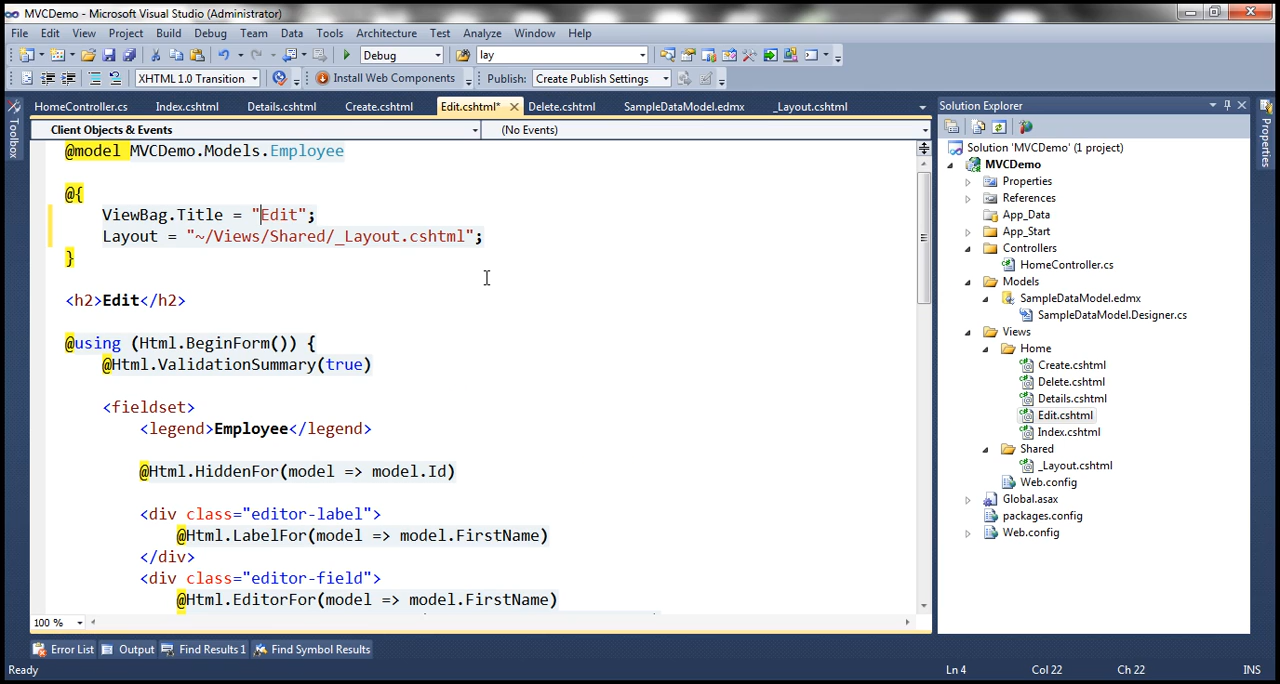 MVCDemo - Microsoft Visual Studio (Administrator)
File Edit View Project Build Debug Team Data Tools Architecture Test Analyze Window Help
Debug lay
XHTML 1.0 Transition Install Web Components Publish: Create Publish Settings
HomeController.cs Index.cshtml Details.cshtml Create.cshtml Edit.cshtml* Delete.cshtml SampleDataModel.edmx _Layout.cshtml
Client Objects & Events (No Events)
@model MVCDemo.Models.Employee
@{
ViewBag.Title = "Edit";
Layout = "~/Views/Shared/_Layout.cshtml";
}
<h2>Edit</h2>
@using (Html.BeginForm()) {
@Html.ValidationSummary(true)
<fieldset>
<legend>Employee</legend>
@Html.HiddenFor(model => model.Id)
<div class="editor-label">
@Html.LabelFor(model => model.FirstName)
</div>
<div class="editor-field">
@Html.EditorFor(model => model.FirstName)
100 %
Toolbox
Solution Explorer
Solution 'MVCDemo' (1 project)
MVCDemo
Properties
References
App_Data
App_Start
Controllers
HomeController.cs
Models
SampleDataModel.edmx
SampleDataModel.Designer.cs
Views
Home
Create.cshtml
Delete.cshtml
Details.cshtml
Edit.cshtml
Index.cshtml
Shared
_Layout.cshtml
Web.config
Global.asax
packages.config
Web.config
Properties
Error List Output Find Results 1 Find Symbol Results
Ready Ln 4 Col 22 Ch 22 INS